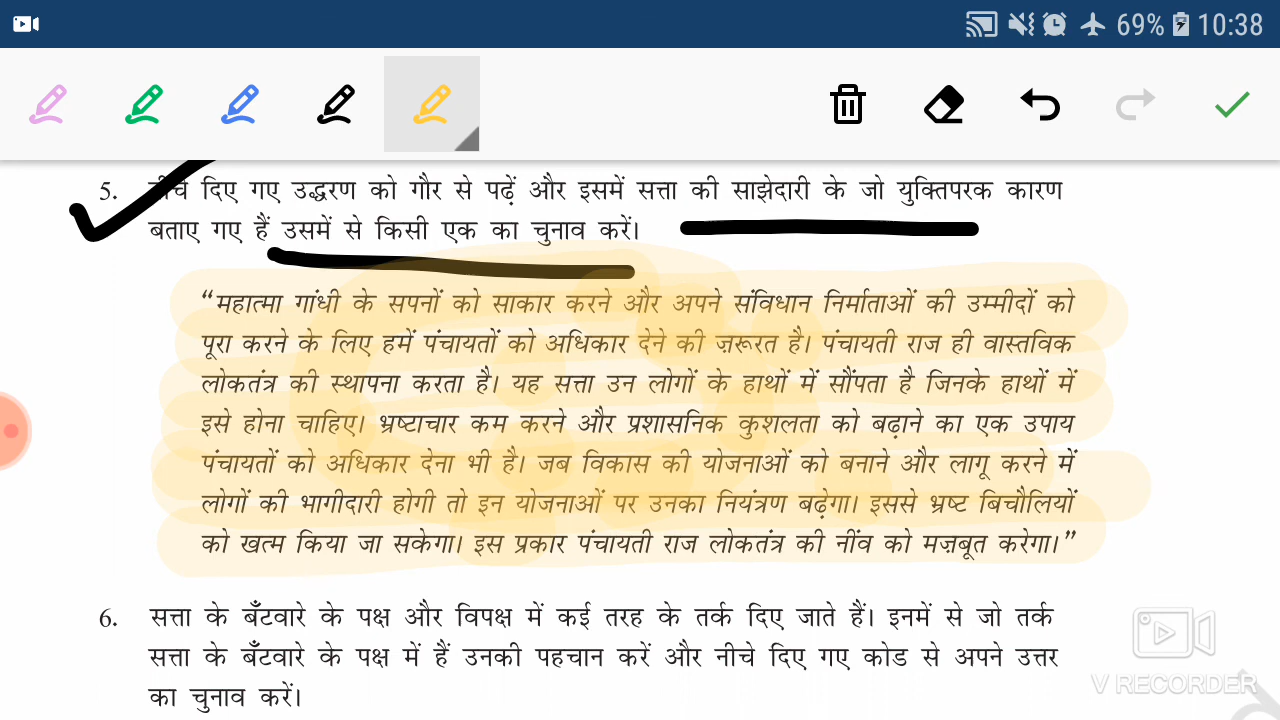 69% 10:38
5. नीचे दिए गए उद्धरण को गौर से पढ़ें और इसमें सत्ता की साझेदारी के जो युक्तिपरक कारण
बताए गए हैं उसमें से किसी एक का चुनाव करें।
“महात्मा गांधी के सपनों को साकार करने और अपने संविधान निर्माताओं की उम्मीदों को
पूरा करने के लिए हमें पंचायतों को अधिकार देने की ज़रूरत है। पंचायती राज ही वास्तविक
लोकतंत्र की स्थापना करता है। यह सत्ता उन लोगों के हाथों में सौंपता है जिनके हाथों में
इसे होना चाहिए। भ्रष्टाचार कम करने और प्रशासनिक कुशलता को बढ़ाने का एक उपाय
पंचायतों को अधिकार देना भी है। जब विकास की योजनाओं को बनाने और लागू करने में
लोगों की भागीदारी होगी तो इन योजनाओं पर उनका नियंत्रण बढ़ेगा। इससे भ्रष्ट बिचौलियों
को खत्म किया जा सकेगा। इस प्रकार पंचायती राज लोकतंत्र की नींव को मज़बूत करेगा।”
6. सत्ता के बँटवारे के पक्ष और विपक्ष में कई तरह के तर्क दिए जाते हैं। इनमें से जो तर्क
सत्ता के बँटवारे के पक्ष में हैं उनकी पहचान करें और नीचे दिए गए कोड से अपने उत्तर
का चुनाव करें।
V RECORDER